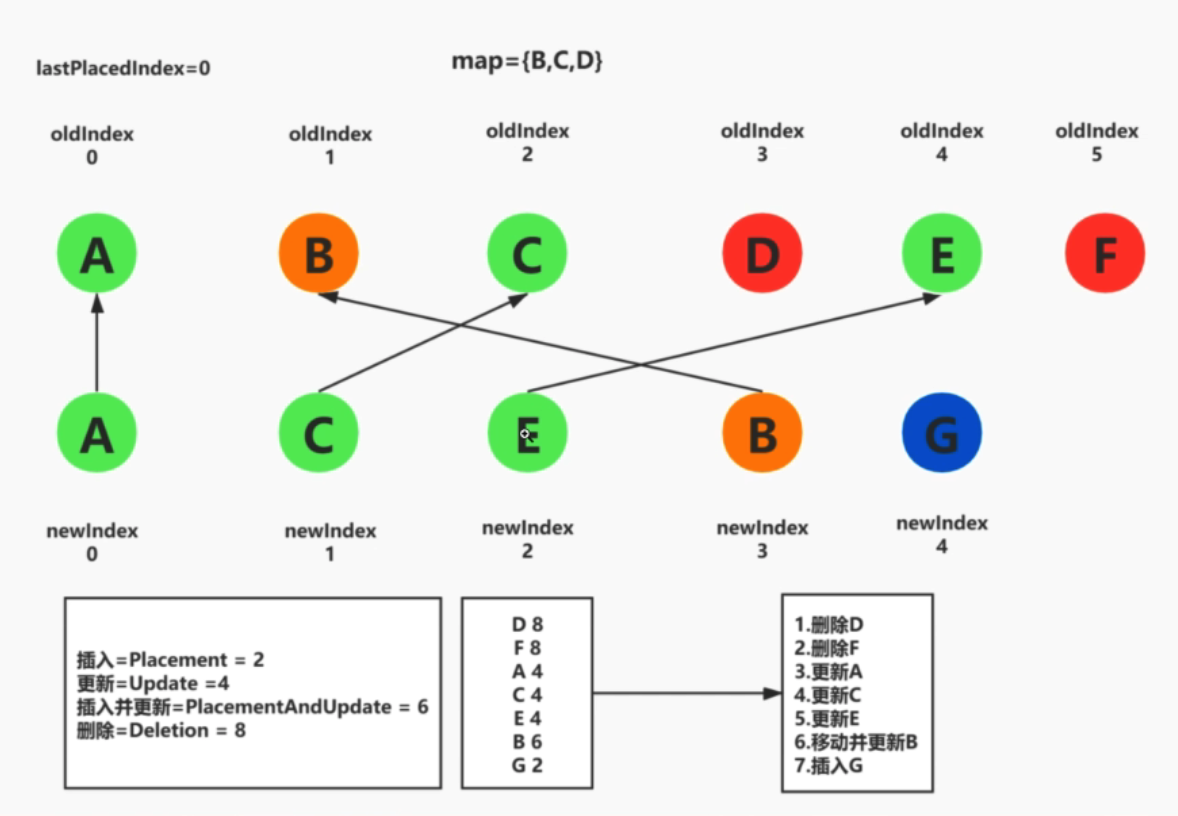 lastPlacedIndex=0
map={B,C,D}
oldIndex
0
oldIndex
1
oldIndex
2
oldIndex
3
oldIndex
4
oldIndex
5
A
B
C
D
E
F
A
C
E
B
G
newIndex
0
newIndex
1
newIndex
2
newIndex
3
newIndex
4
插入=Placement = 2
更新=Update =4
插入并更新=PlacementAndUpdate = 6
删除=Deletion = 8
D 8
F 8
A 4
C 4
E 4
B 6
G 2
1.删除D
2.删除F
3.更新A
4.更新C
5.更新E
6.移动并更新B
7.插入G